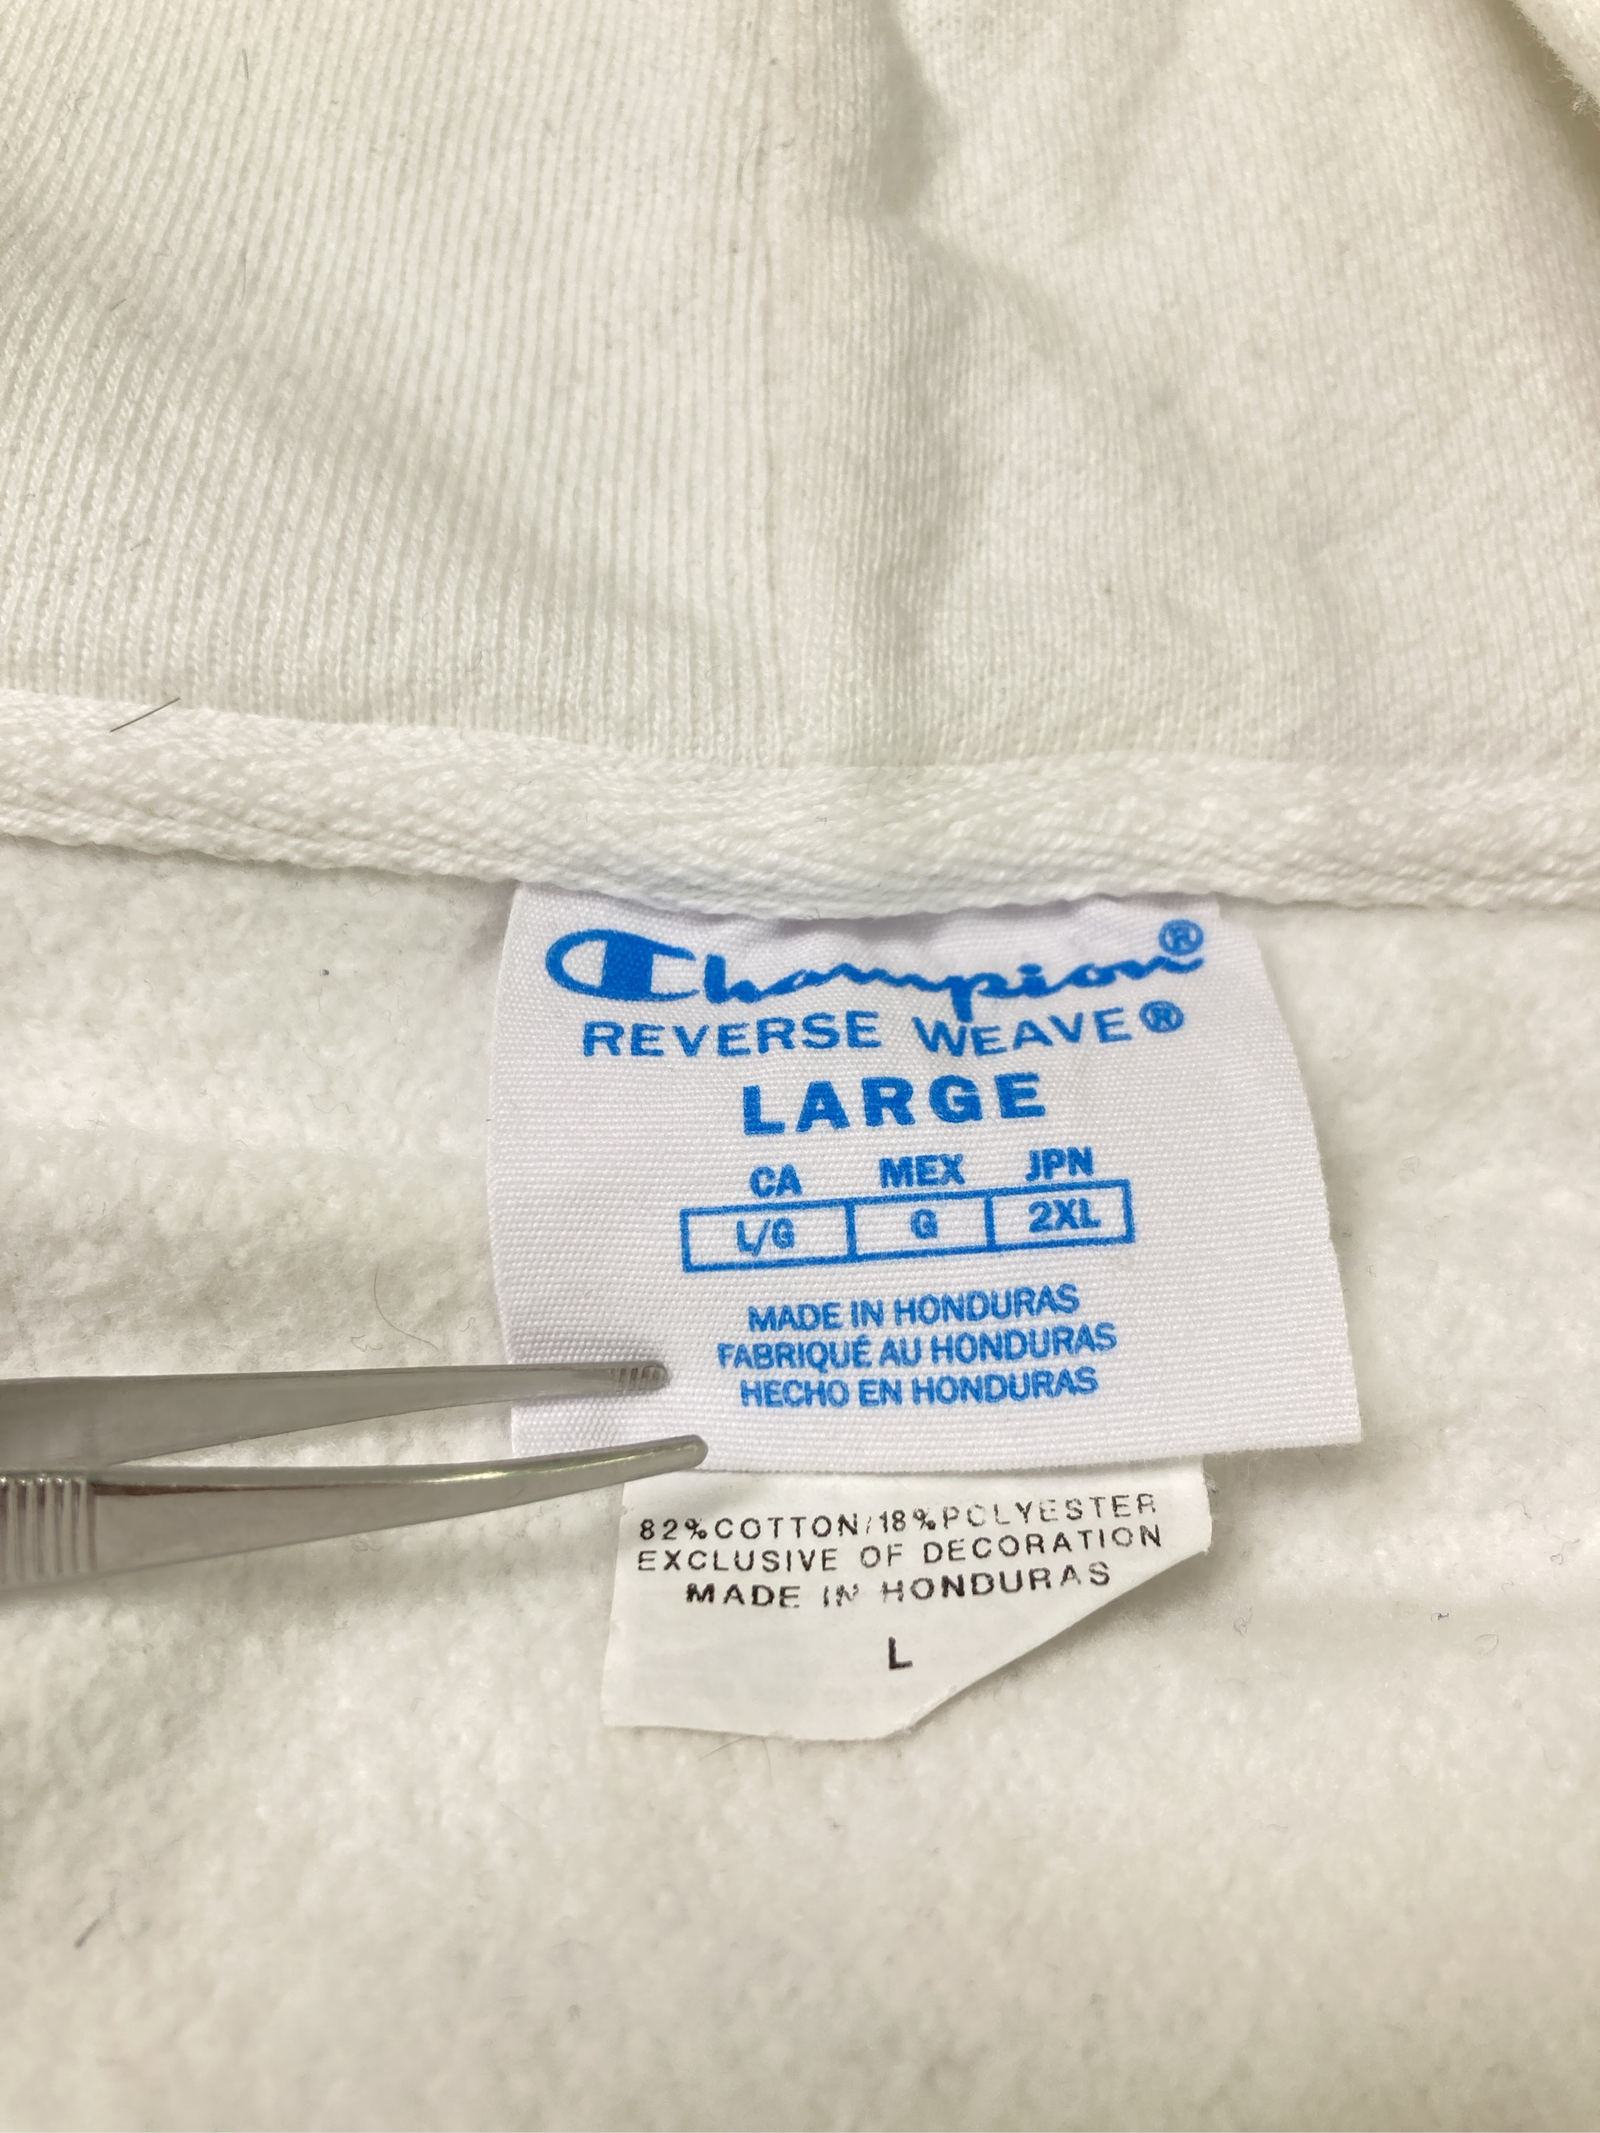 Champion®
REVERSE WEAVE®
LARGE
CA MEX JPN
L/G G 2XL
MADE IN HONDURAS
FABRIQUÉ AU HONDURAS
HECHO EN HONDURAS
82%COTTON/18%POLYESTER
EXCLUSIVE OF DECORATION
MADE IN HONDURAS
L